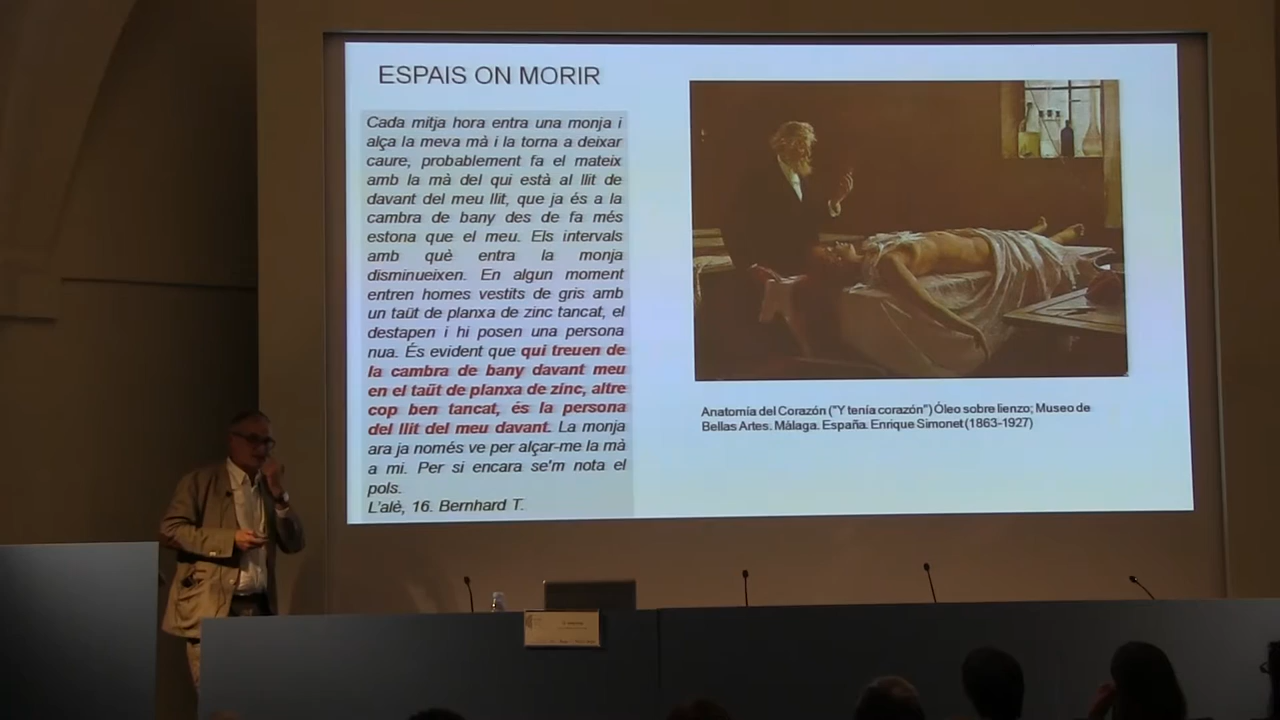 ESPAIS ON MORIR
Cada mitja hora entra una monja i
alça la meva mà i la torna a deixar
caure, probablement fa el mateix
amb la mà del qui està al llit de
davant del meu llit, que ja és a la
cambra de bany des de fa més
estona que el meu. Els intervals
amb què entra la monja
disminueixen. En algun moment
entren homes vestits de gris amb
un taüt de planxa de zinc tancat, el
destapen i hi posen una persona
nua. És evident que qui treuen de
la cambra de bany davant meu
en el taüt de planxa de zinc, altre
cop ben tancat, és la persona
del llit del meu davant. La monja
ara ja només ve per alçar-me la mà
a mi. Per si encara se'm nota el
pols.
L'alè, 16. Bernhard T.
Anatomía del Corazón ("Y tenía corazón") Óleo sobre lienzo; Museo de
Bellas Artes. Málaga. España. Enrique Simonet (1863-1927)